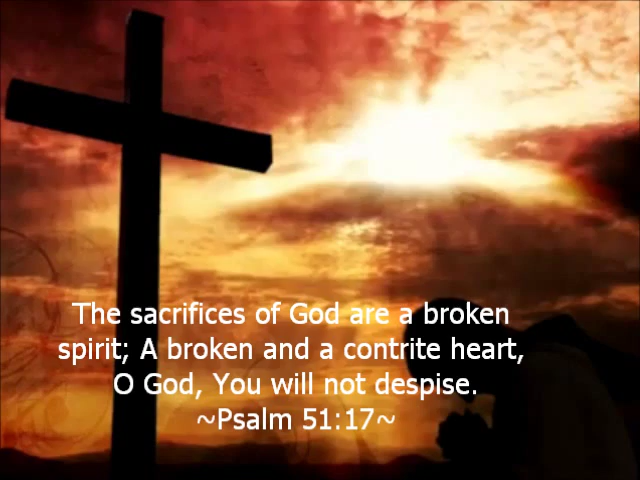 The sacrifices of God are a broken
spirit; A broken and a contrite heart,
O God, You will not despise.
~Psalm 51:17~